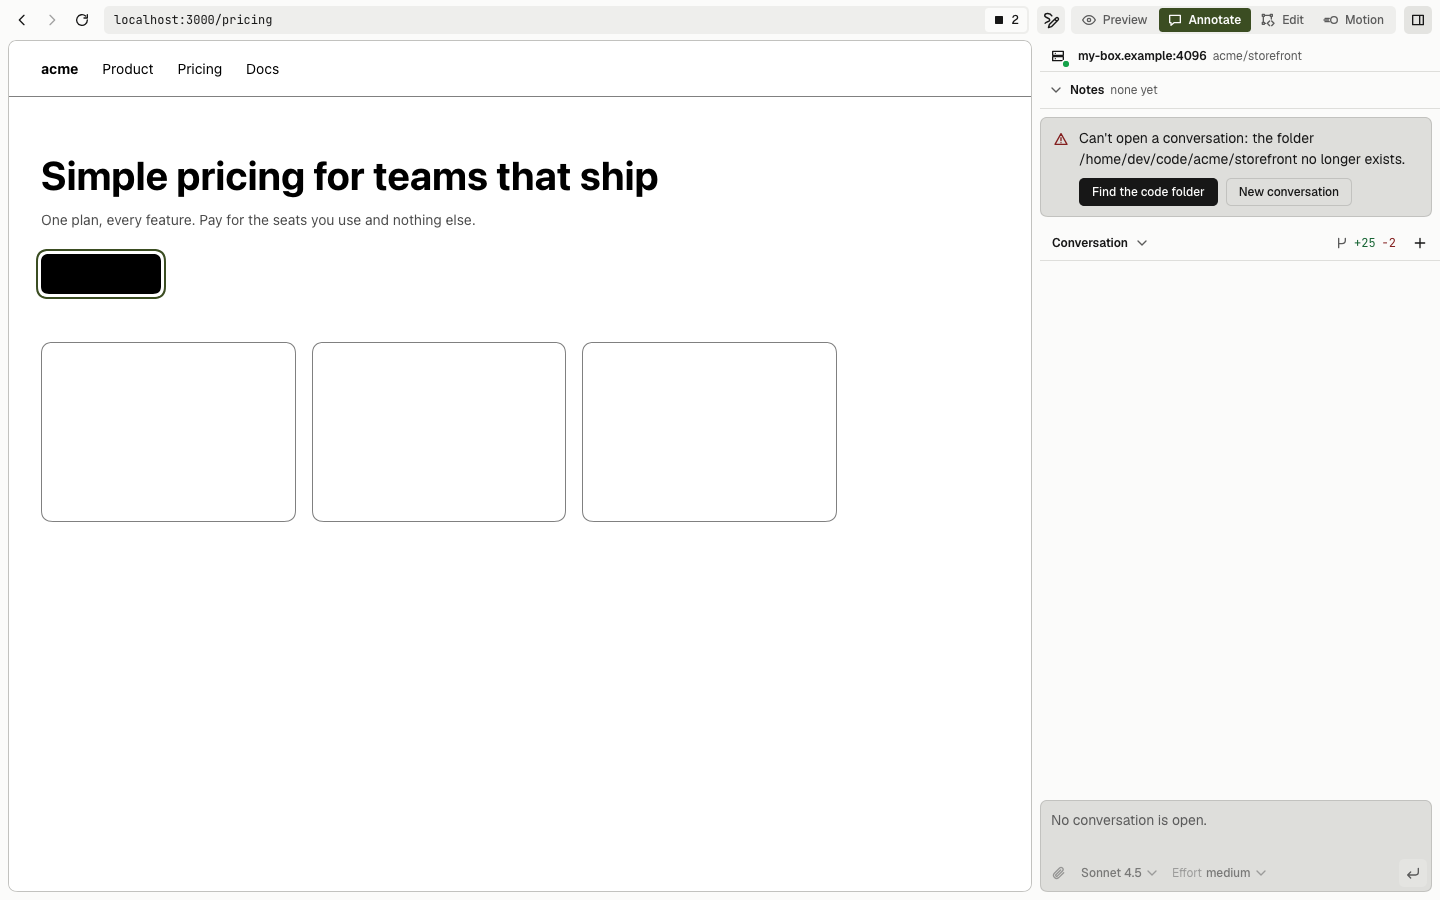 localhost:3000/pricing
2
Preview
Annotate
Edit
Motion
acme
Product
Pricing
Docs
Simple pricing for teams that ship
One plan, every feature. Pay for the seats you use and nothing else.
my-box.example:4096 acme/storefront
Notes none yet
Can't open a conversation: the folder
/home/dev/code/acme/storefront no longer exists.
Find the code folder
New conversation
Conversation
+25 -2
No conversation is open.
Sonnet 4.5
Effort medium